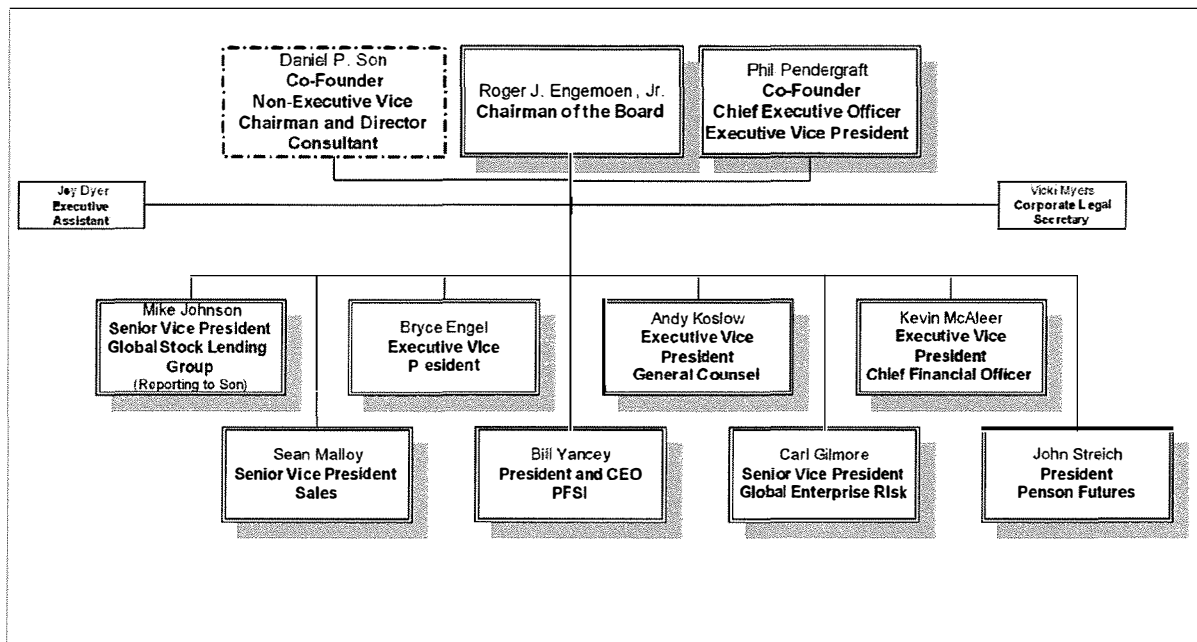 Daniel P. Son
Co-Founder
Non-Executive Vice
Chairman and Director
Consultant
Roger J. Engemoen, Jr.
Chairman of the Board
Phil Pendergraft
Co-Founder
Chief Executive Officer
Executive Vice President
Joy Dyer
Executive
Assistant
Vicki Myers
Corporate Legal
Secretary
Mike Johnson
Senior Vice President
Global Stock Lending
Group
(Reporting to Son)
Bryce Engel
Executive Vice
P esident
Andy Koslow
Executive Vice
President
General Counsel
Kevin McAleer
Executive Vice
President
Chief Financial Officer
Sean Malloy
Senior Vice President
Sales
Bill Yancey
President and CEO
PFSI
Carl Gilmore
Senior Vice President
Global Enterprise Risk
John Streich
President
Penson Futures